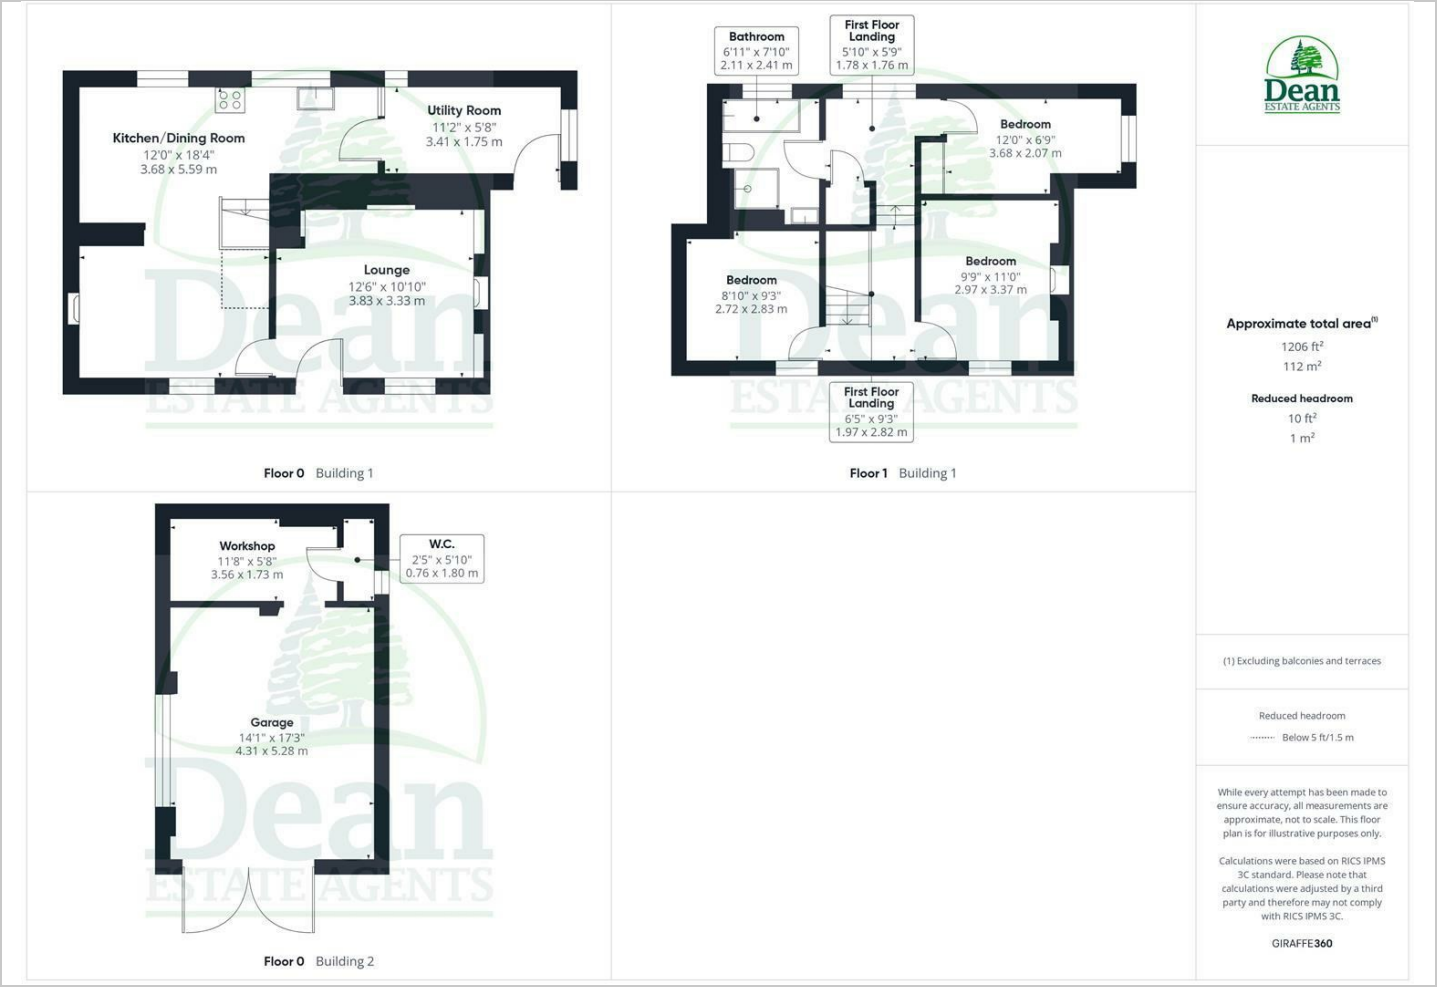 Kitchen/Dining Room
12'0" x 18'4"
3.68 x 5.59 m
Utility Room
11'2" x 5'8"
3.41 x 1.75 m
Lounge
12'6" x 10'10"
3.83 x 3.33 m
Dean
ESTATE AGENTS
Floor 0 Building 1
Bathroom
6'11" x 7'10"
2.11 x 2.41 m
First Floor
Landing
5'10" x 5'9"
1.78 x 1.76 m
Bedroom
12'0" x 6'9"
3.68 x 2.07 m
Bedroom
9'9" x 11'0"
2.97 x 3.37 m
Bedroom
8'10" x 9'3"
2.72 x 2.83 m
First Floor
Landing
6'5" x 9'3"
1.97 x 2.82 m
Dean
ESTATE AGENTS
Floor 1 Building 1
Workshop
11'8" x 5'8"
3.56 x 1.73 m
W.C.
2'5" x 5'10"
0.76 x 1.80 m
Garage
14'1" x 17'3"
4.31 x 5.28 m
Dean
ESTATE AGENTS
Floor 0 Building 2
Dean
ESTATE AGENTS
Approximate total area⁽¹⁾
1206 ft²
112 m²
Reduced headroom
10 ft²
1 m²
(1) Excluding balconies and terraces
Reduced headroom
Below 5 ft/1.5 m
While every attempt has been made to
ensure accuracy, all measurements are
approximate, not to scale. This floor
plan is for illustrative purposes only.
Calculations were based on RICS IPMS
3C standard. Please note that
calculations were adjusted by a third
party and therefore may not comply
with RICS IPMS 3C.
GIRAFFE360